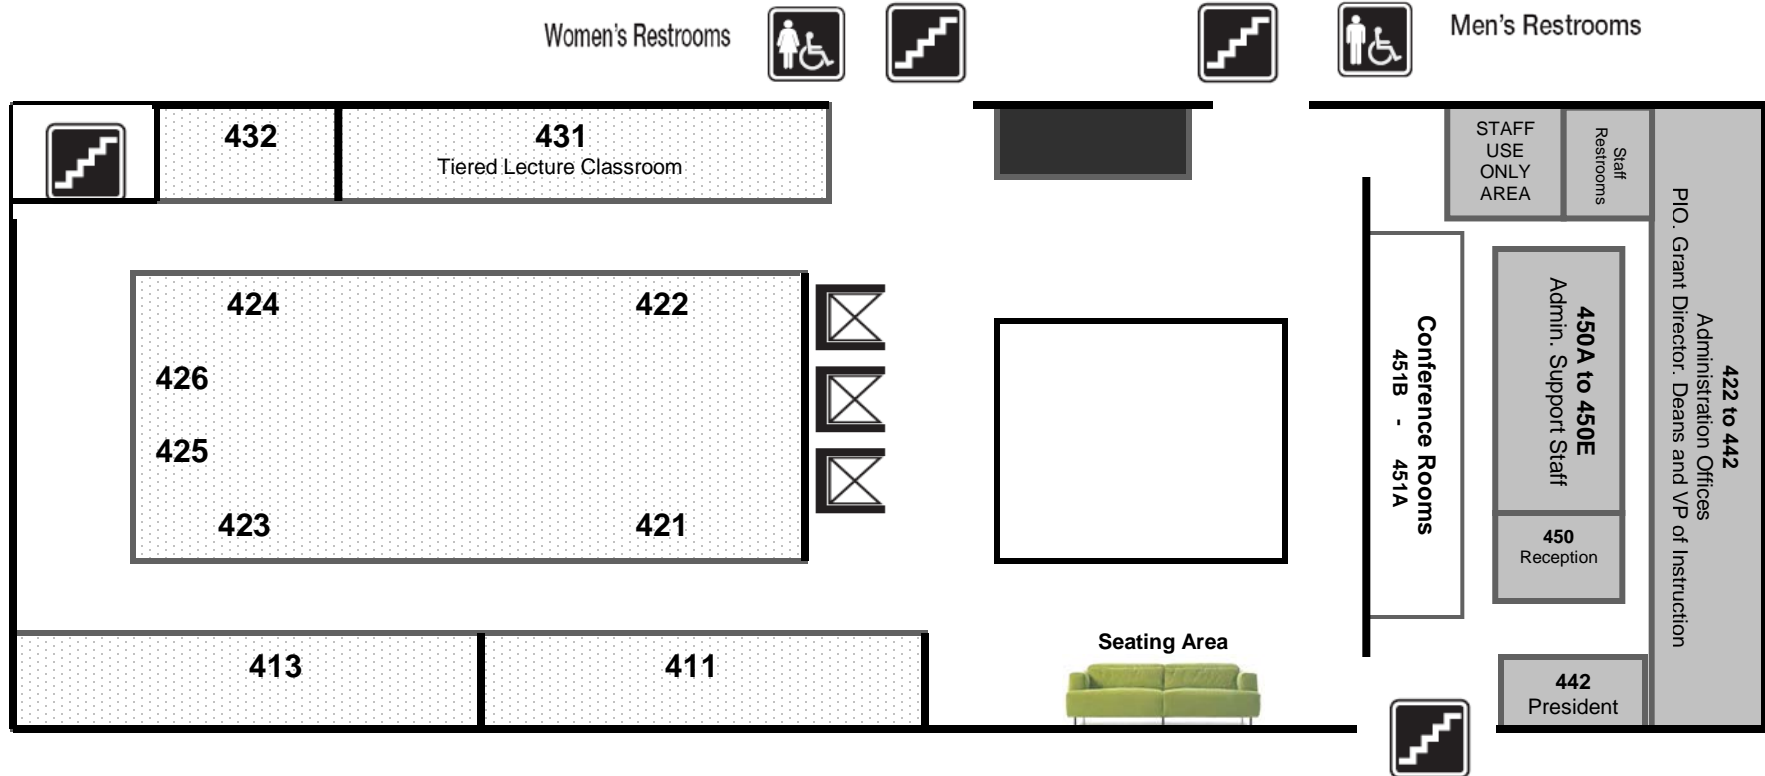 Women's Restrooms
Men's Restrooms
432
431
Tiered Lecture Classroom
STAFF
USE
ONLY
AREA
Staff
Restrooms
424
422
426
425
423
421
Conference Rooms
451B - 451A
450A to 450E
Admin. Support Staff
450
Reception
422 to 442
Administration Offices
PIO. Grant Director. Deans and VP of Instruction
413
411
Seating Area
442
President